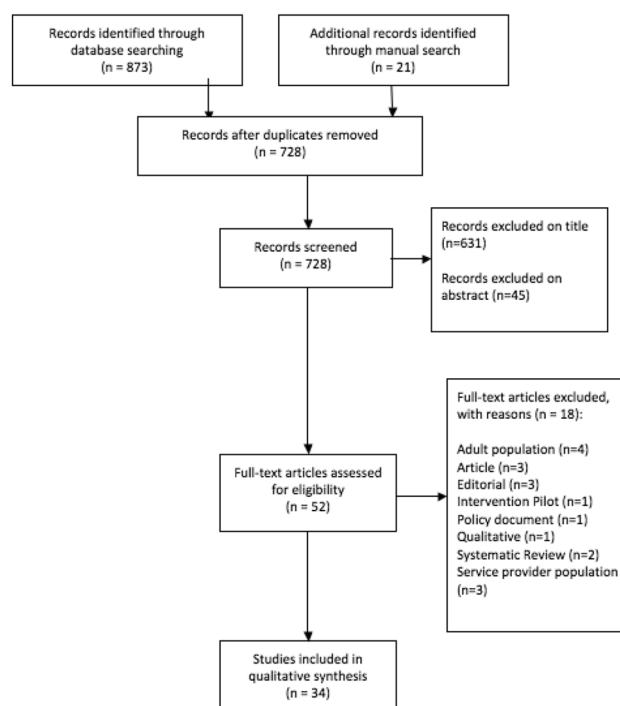 Records identified through
database searching
(n = 873)
Additional records identified
through manual search
(n = 21)
Records after duplicates removed
(n = 728)
Records screened
(n = 728)
Records excluded on title
(n=631)
Records excluded on
abstract (n=45)
Full-text articles assessed
for eligibility
(n = 52)
Full-text articles excluded,
with reasons (n = 18):
Adult population (n=4)
Article (n=3)
Editorial (n=3)
Intervention Pilot (n=1)
Policy document (n=1)
Qualitative (n=1)
Systematic Review (n=2)
Service provider population
(n=3)
Studies included in
qualitative synthesis
(n = 34)